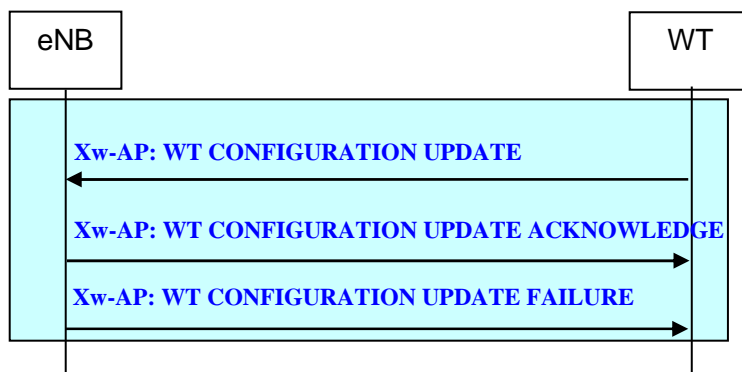 eNB
WT
Xw-AP: WT CONFIGURATION UPDATE
Xw-AP: WT CONFIGURATION UPDATE ACKNOWLEDGE
Xw-AP: WT CONFIGURATION UPDATE FAILURE